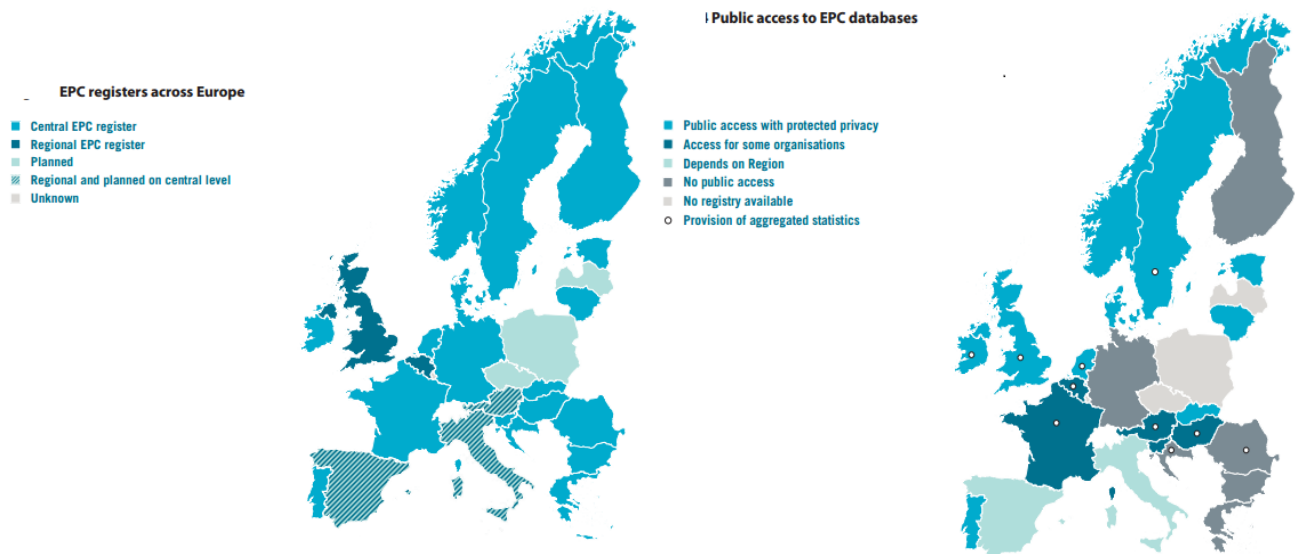 EPC registers across Europe
Central EPC register
Regional EPC register
Planned
Regional and planned on central level
Unknown
Public access to EPC databases
Public access with protected privacy
Access for some organisations
Depends on Region
No public access
No registry available
Provision of aggregated statistics